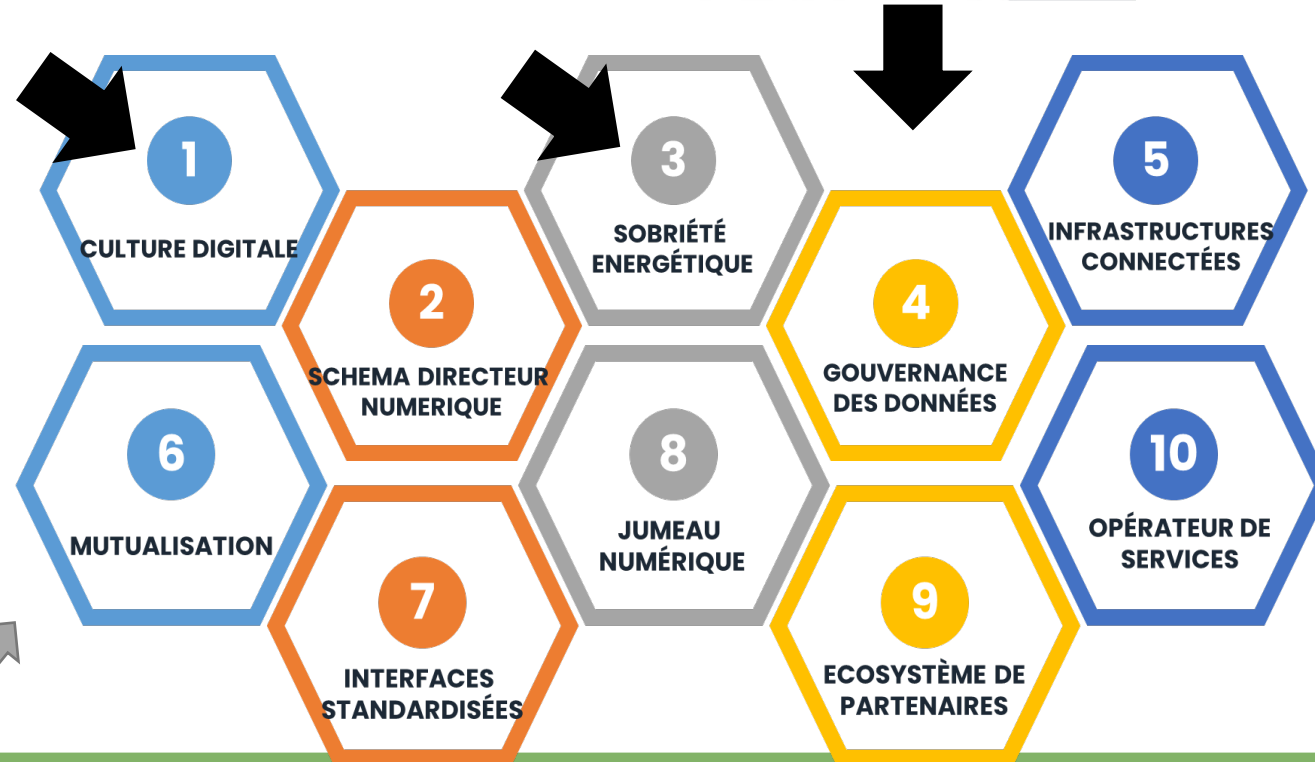 1
CULTURE DIGITALE
2
SCHEMA DIRECTEUR
NUMERIQUE
3
SOBRIÉTÉ
ENERGÉTIQUE
4
GOUVERNANCE
DES DONNÉES
5
INFRASTRUCTURES
CONNECTÉES
6
MUTUALISATION
7
INTERFACES
STANDARDISÉES
8
JUMEAU
NUMÉRIQUE
9
ECOSYSTÈME DE
PARTENAIRES
10
OPÉRATEUR DE
SERVICES